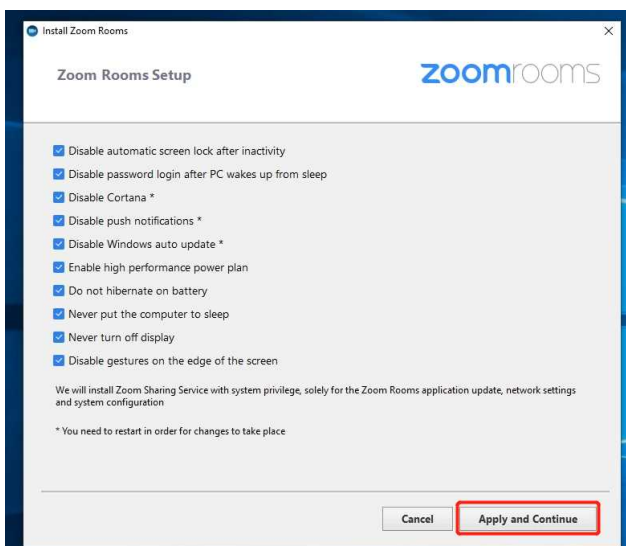 Install Zoom Rooms
Zoom Rooms Setup
zoomrooms
Disable automatic screen lock after inactivity
Disable password login after PC wakes up from sleep
Disable Cortana *
Disable push notifications *
Disable Windows auto update *
Enable high performance power plan
Do not hibernate on battery
Never put the computer to sleep
Never turn off display
Disable gestures on the edge of the screen
We will install Zoom Sharing Service with system privilege, solely for the Zoom Rooms application update, network settings
and system configuration
* You need to restart in order for changes to take place
Cancel
Apply and Continue